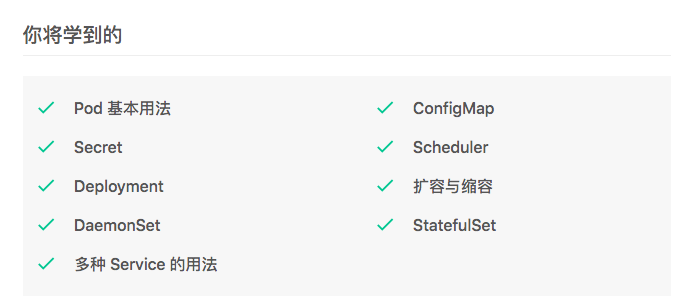 你将学到的
Pod 基本用法
ConfigMap
Secret
Scheduler
Deployment
扩容与缩容
DaemonSet
StatefulSet
多种 Service 的用法